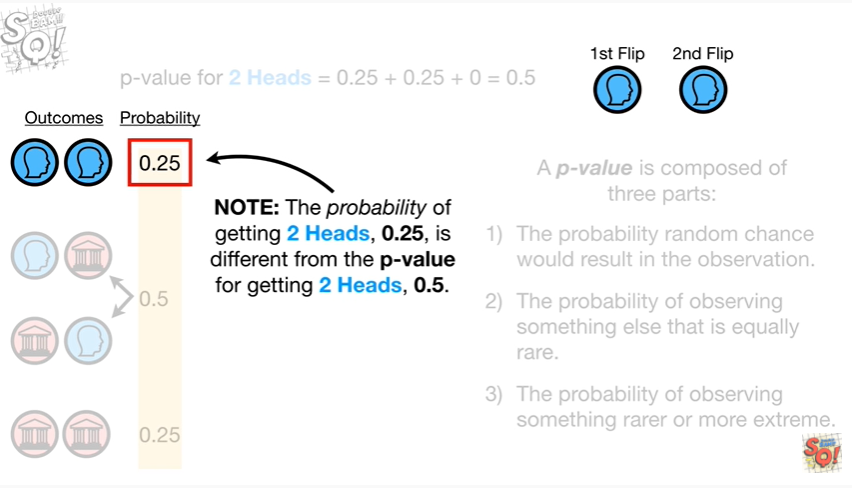 p-value for 2 Heads = 0.25 + 0.25 + 0 = 0.5
1st Flip
2nd Flip
Outcomes
Probability
0.25
0.5
0.25
NOTE: The probability of
getting 2 Heads, 0.25, is
different from the p-value
for getting 2 Heads, 0.5.
A p-value is composed of
three parts:
1) The probability random chance
would result in the observation.
2) The probability of observing
something else that is equally
rare.
3) The probability of observing
something rarer or more extreme.
SQ!